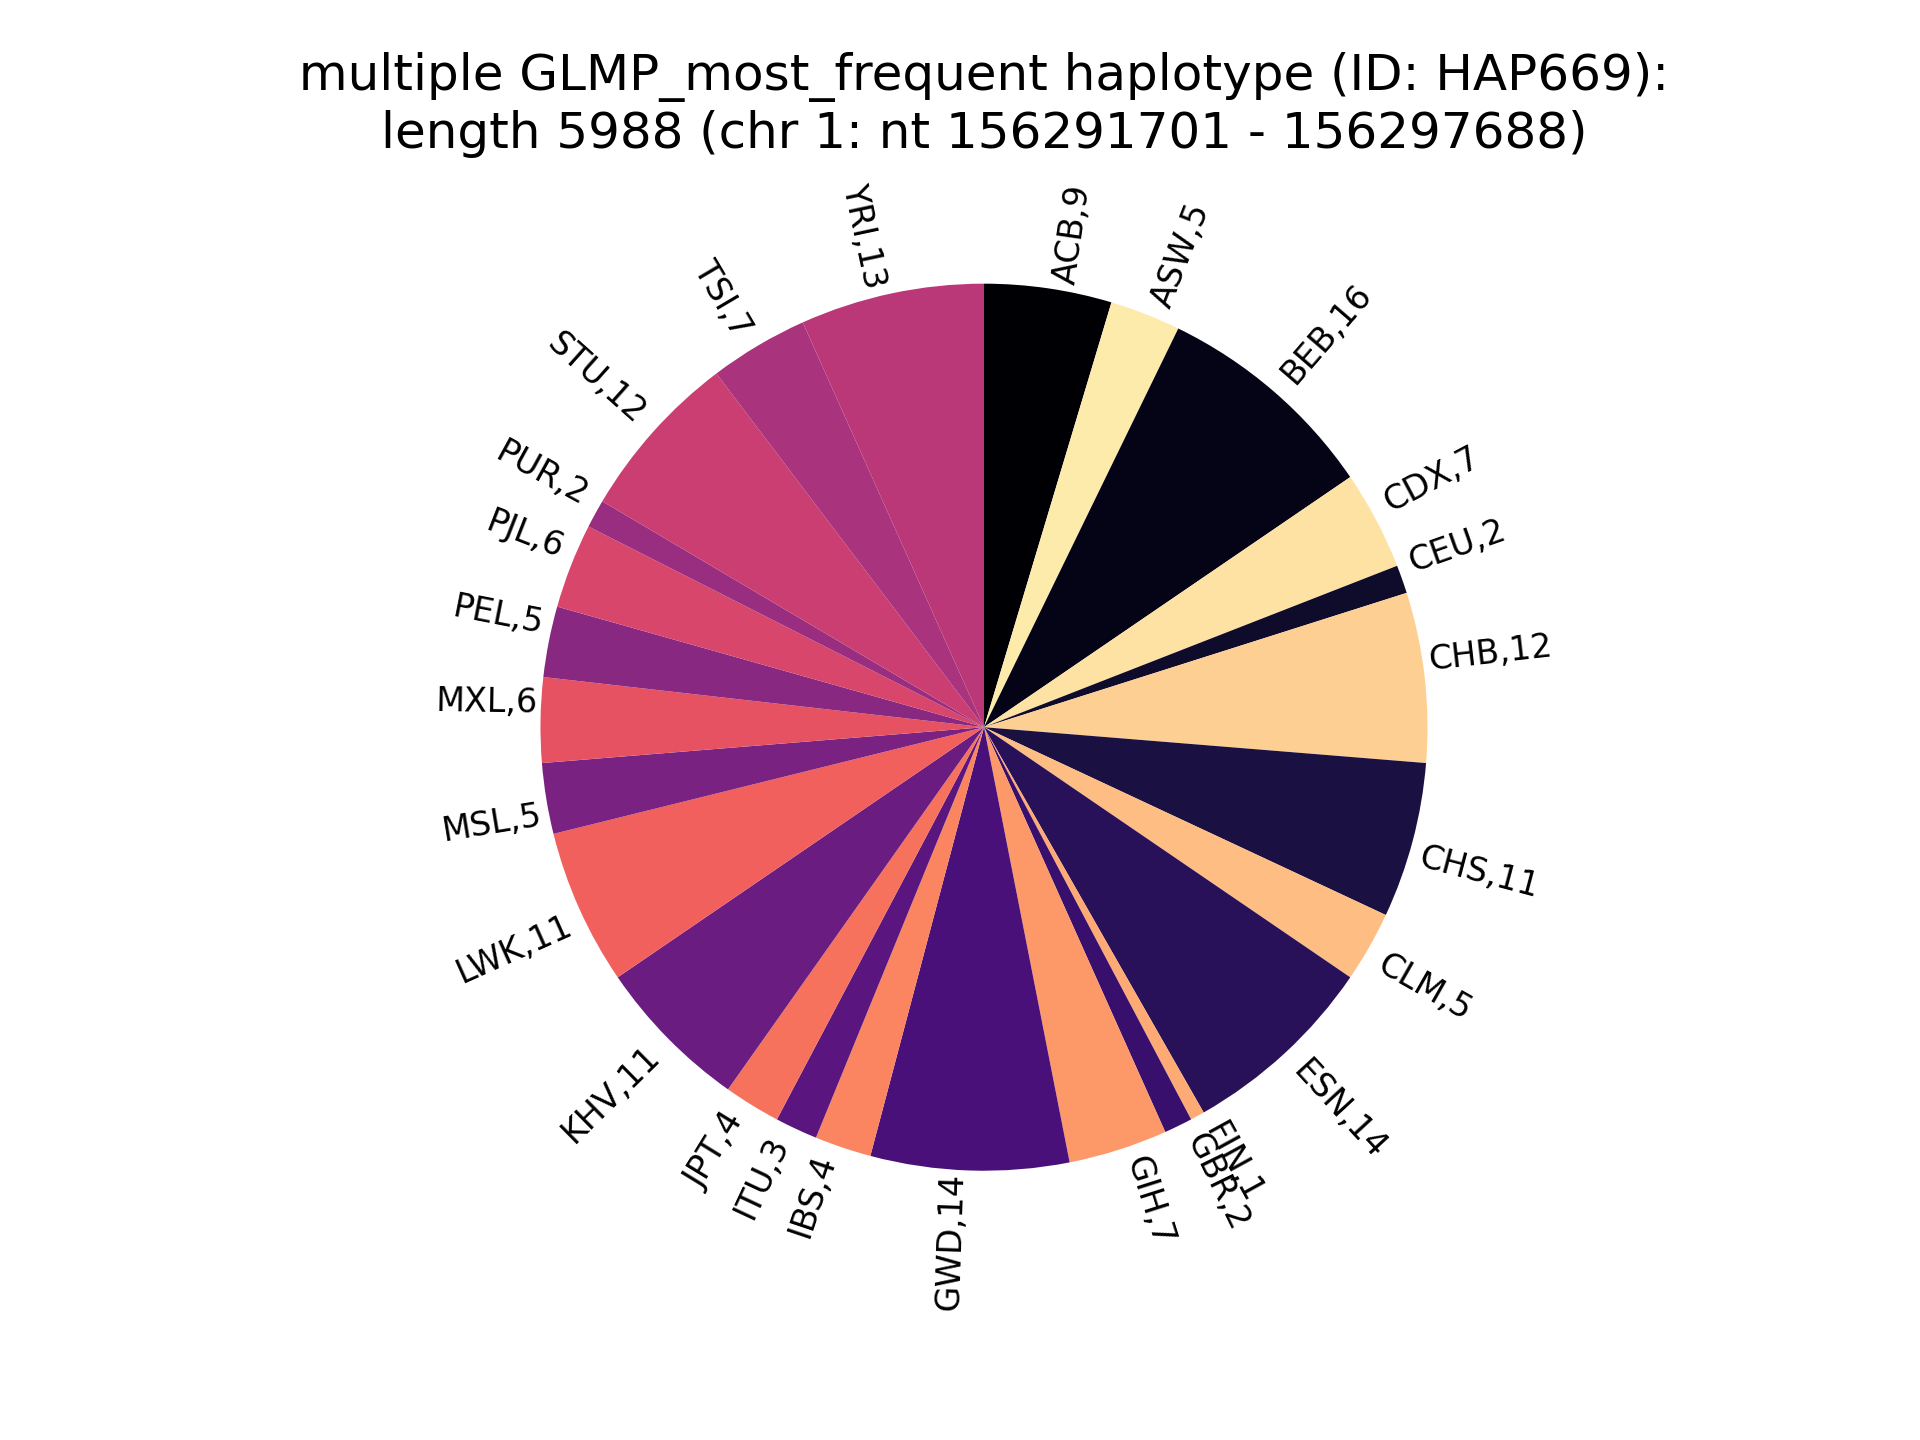 multiple GLMP_most_frequent haplotype (ID: HAP669):
length 5988 (chr 1: nt 156291701 - 156297688)
ACB,9
ASW,5
BEB,16
CDX,7
CEU,2
CHB,12
CHS,11
CLM,5
ESN,14
FIN,1
GBR,2
GIH,7
GWD,14
IBS,4
ITU,3
JPT,4
KHV,11
LWK,11
MSL,5
MXL,6
PEL,5
PJL,6
PUR,2
STU,12
TSI,7
YRI,13